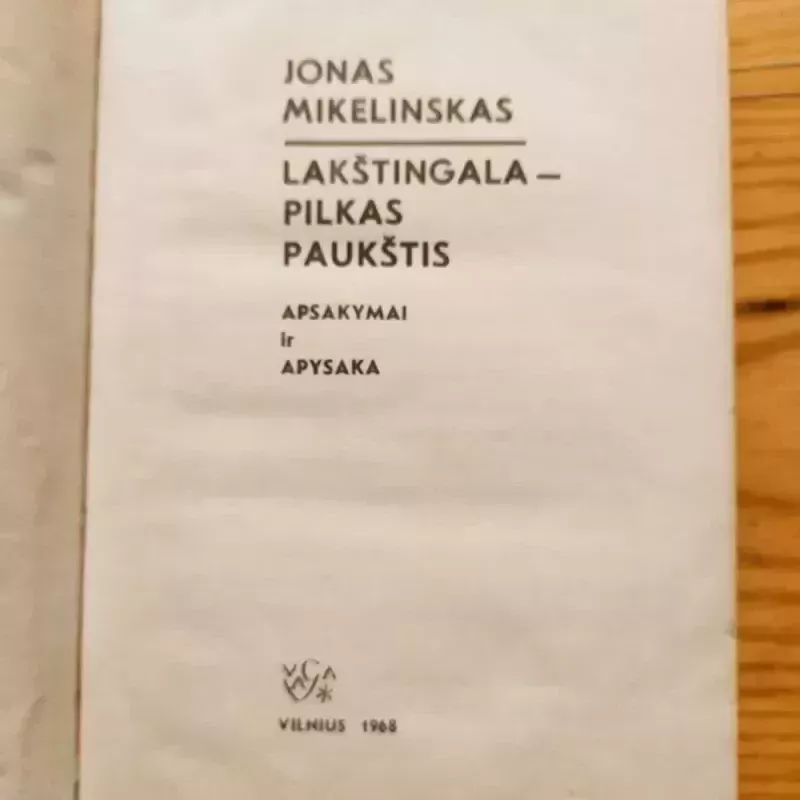 JONAS
MIKELINSKAS
LAKŠTINGALA —
PILKAS
PAUKŠTIS
APSAKYMAI
ir
APYSAKA
VILNIUS 1968